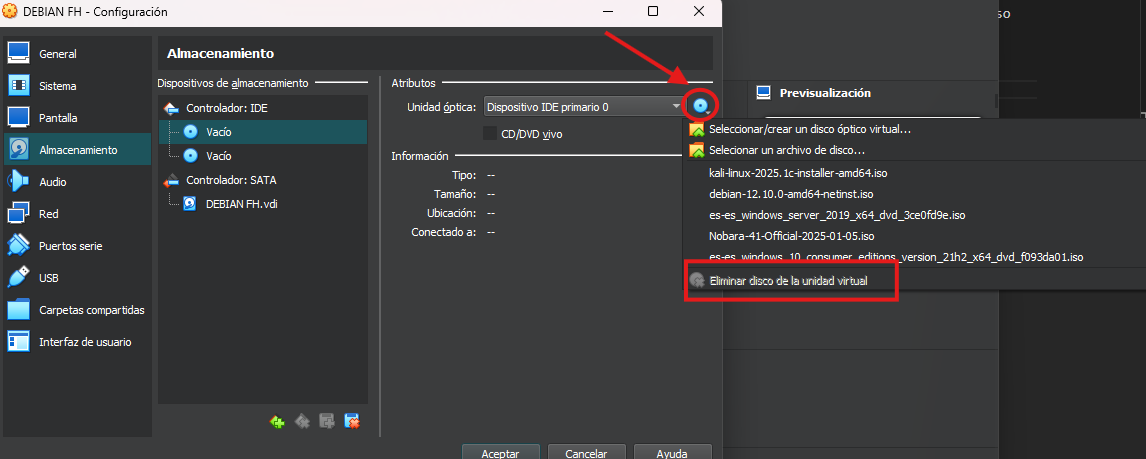 DEBIAN FH - Configuración
General
Sistema
Pantalla
Almacenamiento
Audio
Red
Puertos serie
USB
Carpetas compartidas
Interfaz de usuario
Almacenamiento
Dispositivos de almacenamiento
Controlador: IDE
Vacío
Vacío
Controlador: SATA
DEBIAN FH.vdi
Atributos
Unidad óptica: Dispositivo IDE primario 0
CD/DVD vivo
Información
Tipo: --
Tamaño: --
Ubicación: --
Conectado a: --
Aceptar Cancelar Ayuda
Previsualización
Seleccionar/crear un disco óptico virtual...
Selecionar un archivo de disco...
kali-linux-2025.1c-installer-amd64.iso
debian-12.10.0-amd64-netinst.iso
es-es_windows_server_2019_x64_dvd_3ce0fd9e.iso
Nobara-41-Official-2025-01-05.iso
es-es_windows_10_consumer_editions_version_21h2_x64_dvd_f093da01.iso
Eliminar disco de la unidad virtual